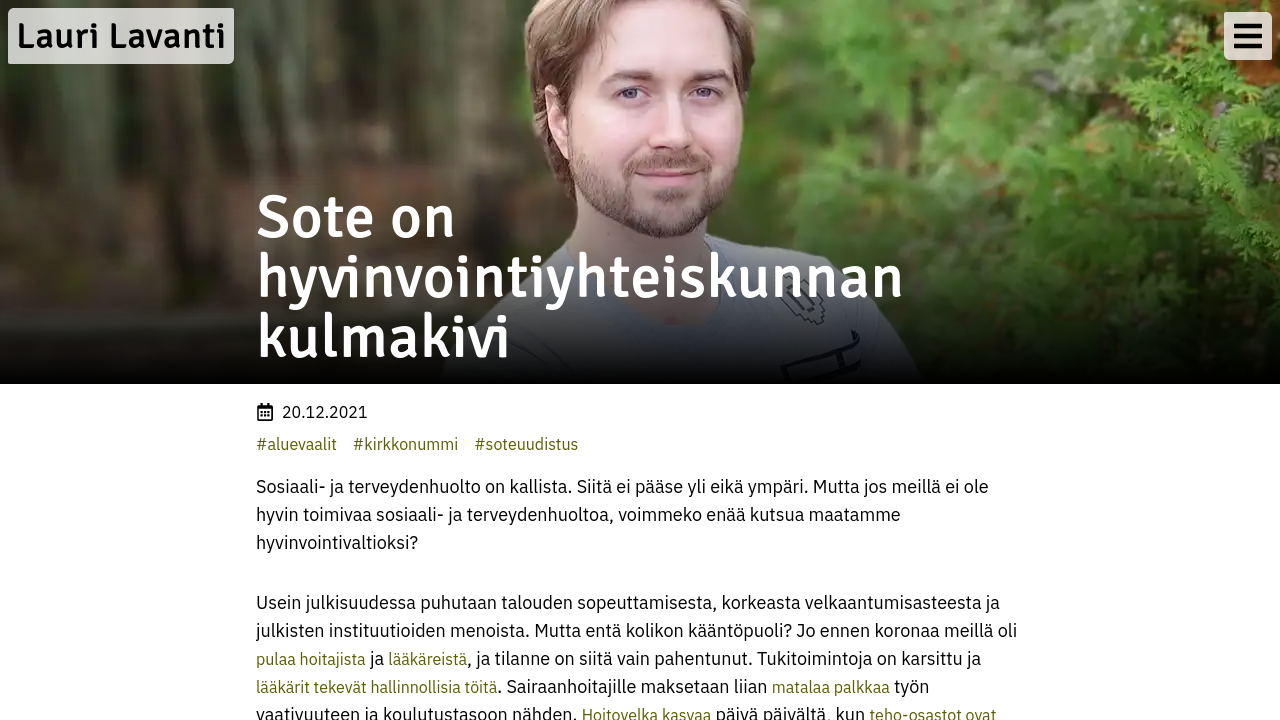 Lauri Lavanti
Sote on
hyvinvointiyhteiskunnan
kulmakivi
20.12.2021
#aluevaalit #kirkkonummi #soteuudistus
Sosiaali- ja terveydenhuolto on kallista. Siitä ei pääse yli eikä ympäri. Mutta jos meillä ei ole
hyvin toimivaa sosiaali- ja terveydenhuoltoa, voimmeko enää kutsua maatamme
hyvinvointivaltioksi?
Usein julkisuudessa puhutaan talouden sopeuttamisesta, korkeasta velkaantumisasteesta ja
julkisten instituutioiden menoista. Mutta entä kolikon kääntöpuoli? Jo ennen koronaa meillä oli
pulaa hoitajista ja lääkäreistä, ja tilanne on siitä vain pahentunut. Tukitoimintoja on karsittu ja
lääkärit tekevät hallinnollisia töitä. Sairaanhoitajille maksetaan liian matalaa palkkaa työn
vaativuuteen ja koulutustasoon nähden. Hoitovelka kasvaa päivä päivältä, kun teho-osastot ovat